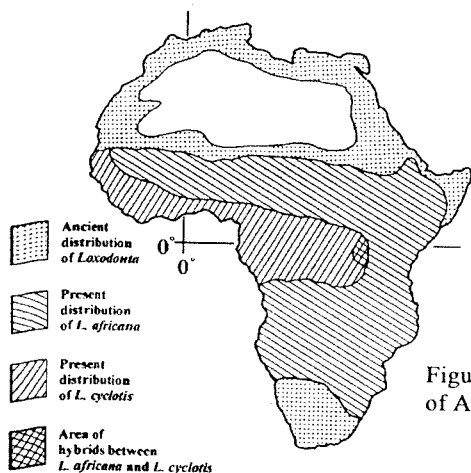 Ancient
distribution
of Loxodonta
0°
0°
Present
distribution
of L. africana
Present
distribution
of L. cyclotis
Area of
hybrids between
L. africana and L. cyclotis
Figu
of A